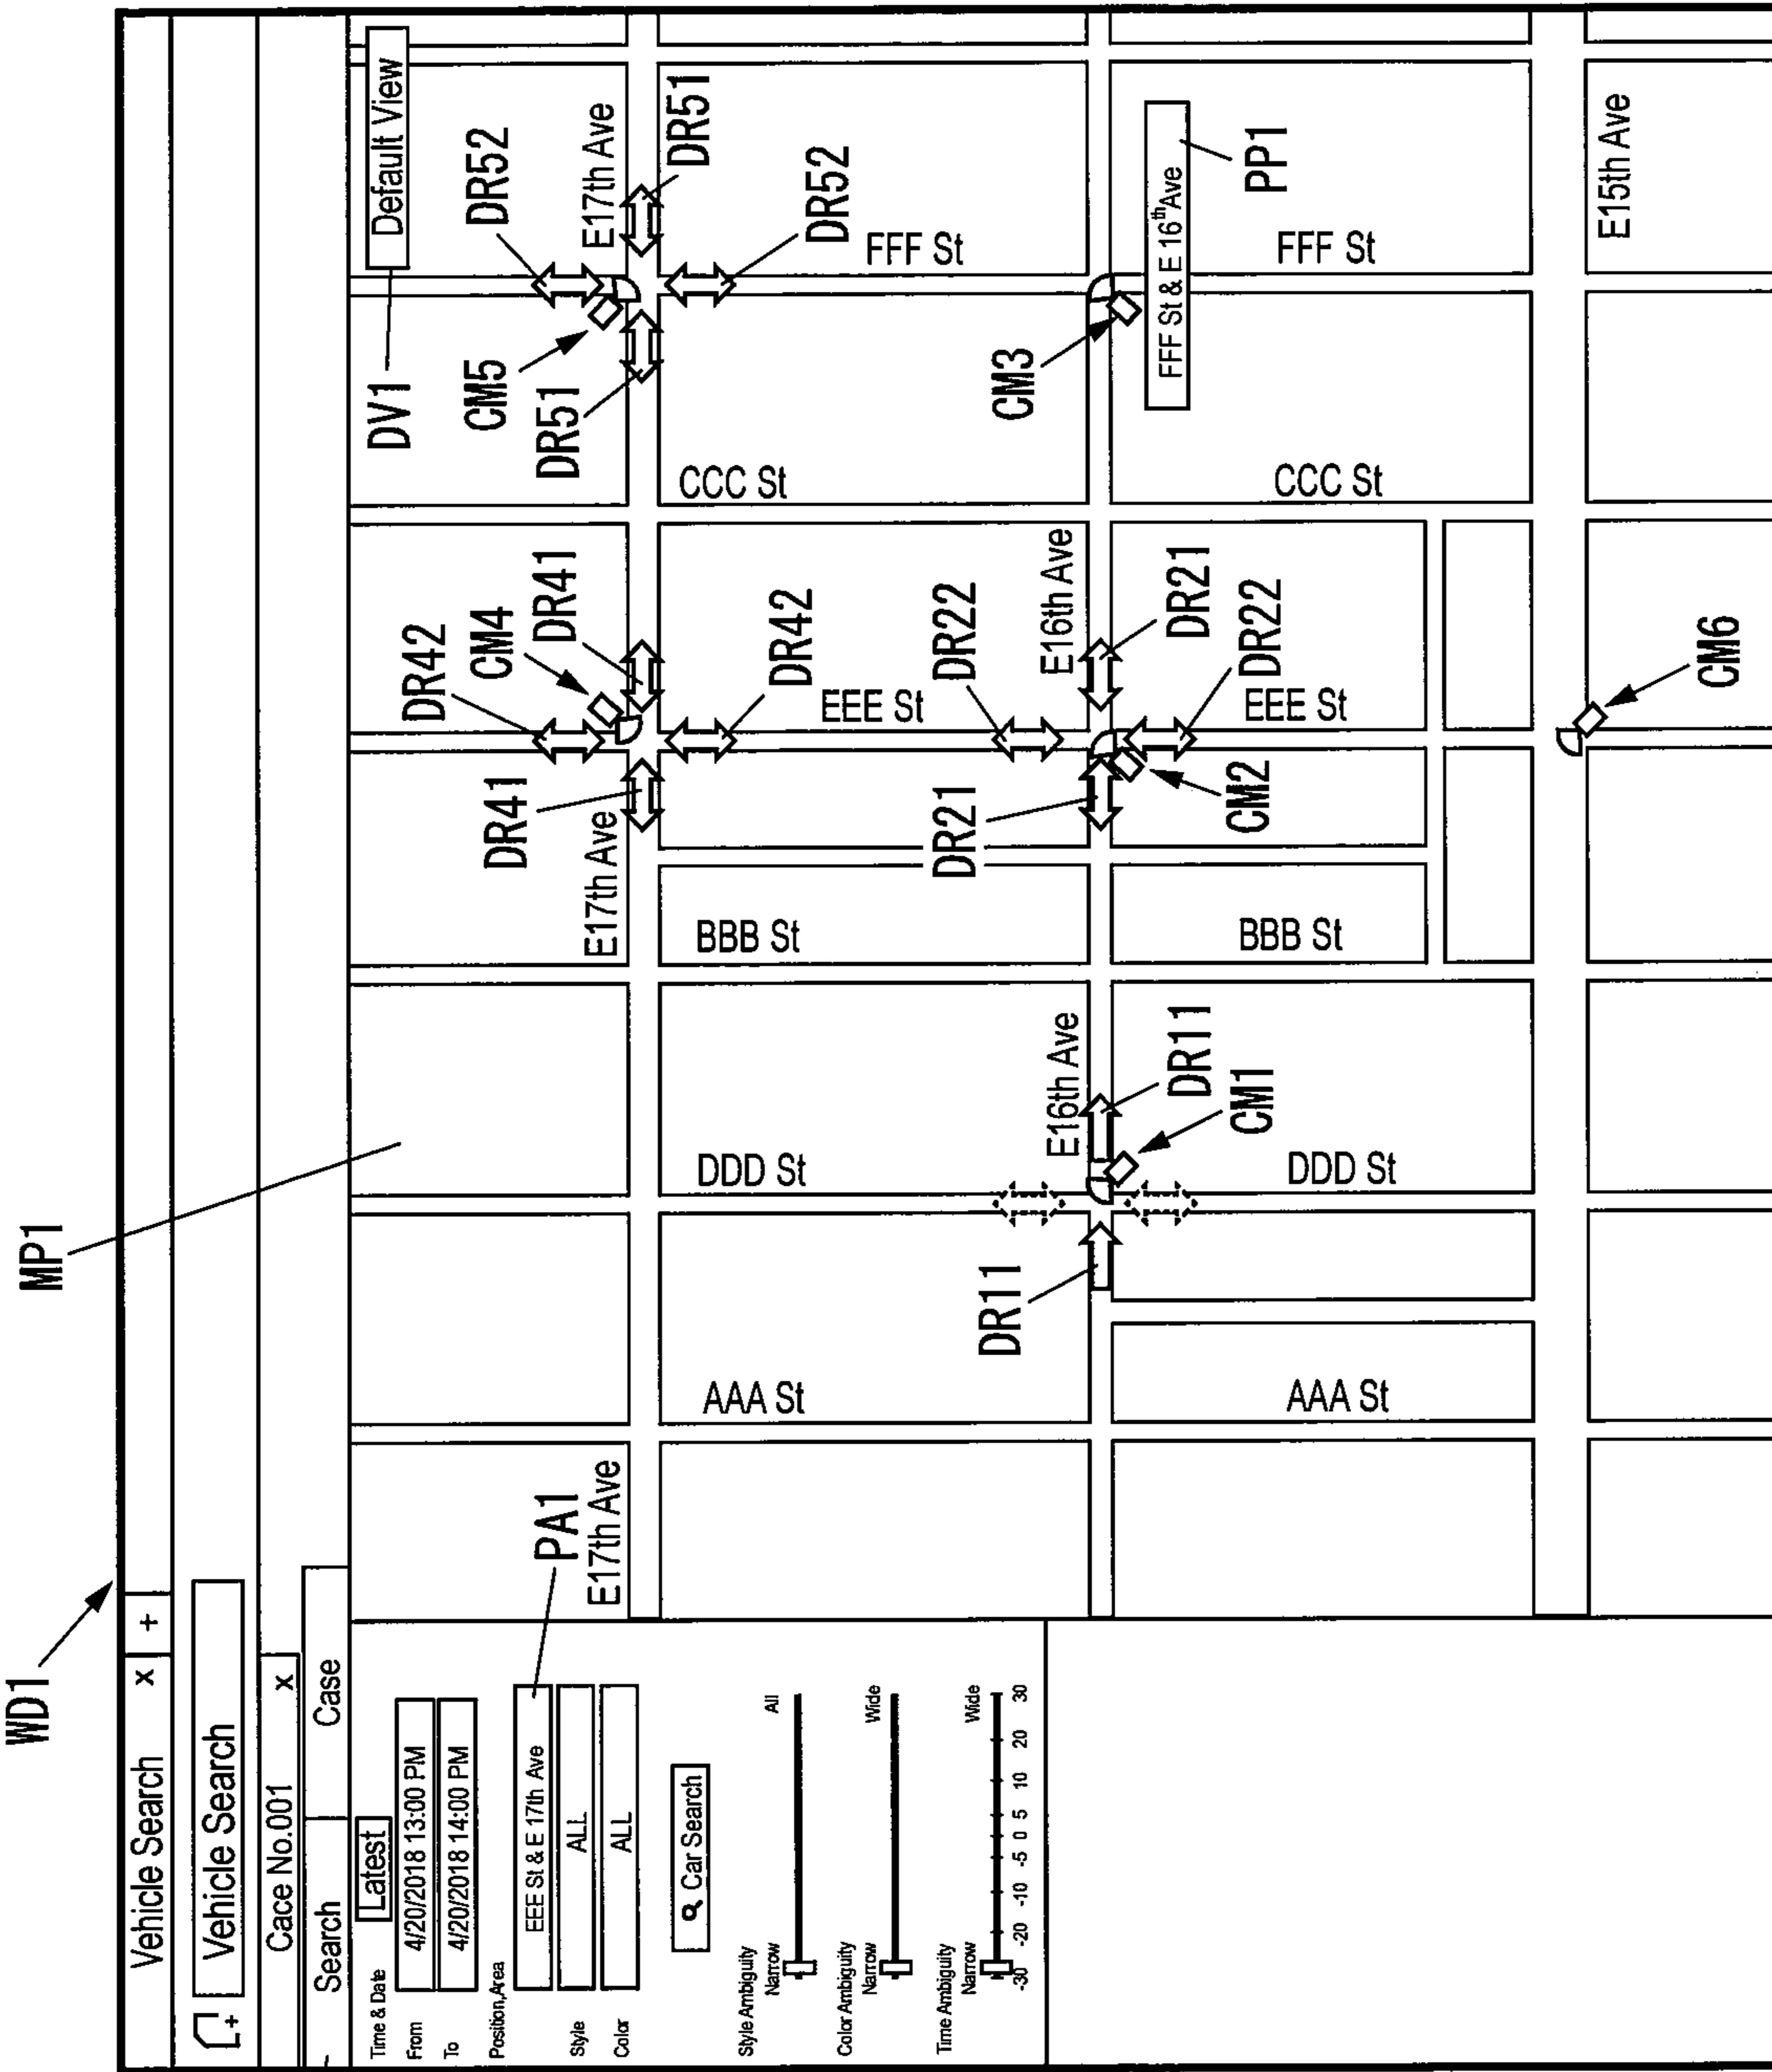 WD1
MP1
Vehicle Search x +
Vehicle Search
Cace No.001 x
Search Case
Time & Date Latest
From 4/20/2018 13:00 PM
To 4/20/2018 14:00 PM
Position,Area
EEE St & E 17th Ave
PA1
Style ALL
Color ALL
Car Search
Style Ambiguity
Narrow All
Color Ambiguity
Narrow Wide
Time Ambiguity
Narrow Wide
-30 -20 -10 -5 0 5 10 20 30
DV1 Default View
DR42 DR52
CM4 CM5
DR41 DR41 DR51
E17th Ave E17th Ave E17th Ave
DR51
AAA St DDD St BBB St CCC St
DR42 DR52
EEE St FFF St
DR11 DR21 DR22 CM3
E16th Ave E16th Ave
FFF St & E 16th Ave
DR11 DR21
CM1 CM2 DR22 PP1
AAA St DDD St BBB St EEE St CCC St FFF St
E15th Ave
CM6